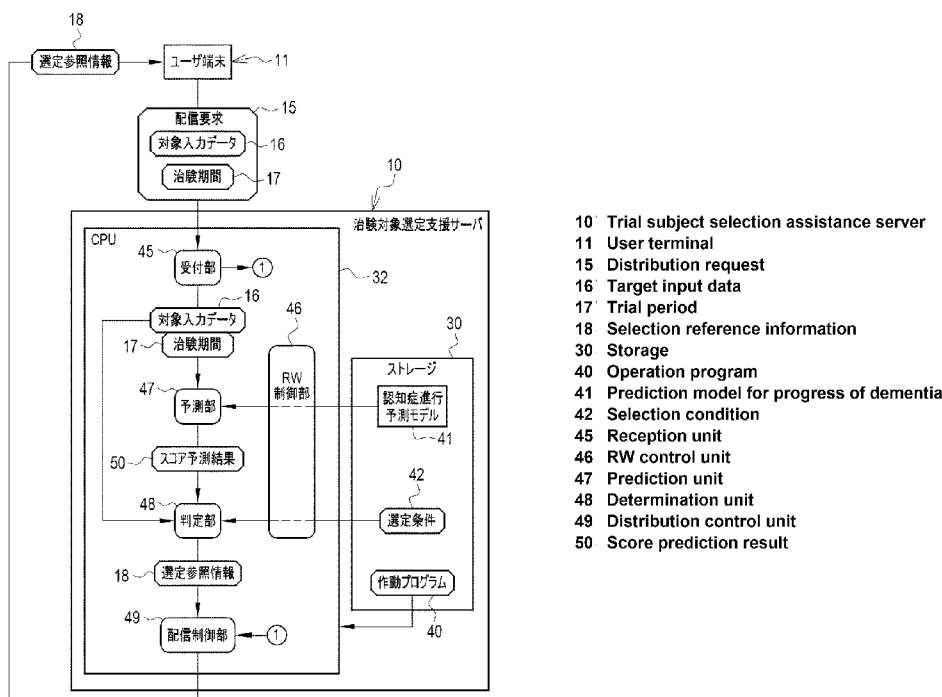 18
選定参照情報
ユーザ端末
11
15
配信要求
対象入力データ
16
治験期間
17
10
治験対象選定支援サーバ
CPU
45
受付部
1
32
16
対象入力データ
17
治験期間
46
RW
制御部
30
ストレージ
47
予測部
認知症進行
予測モデル
41
50
スコア予測結果
48
判定部
42
選定条件
18
選定参照情報
作動プログラム
40
49
配信制御部
1
10 Trial subject selection assistance server
11 User terminal
15 Distribution request
16 Target input data
17 Trial period
18 Selection reference information
30 Storage
40 Operation program
41 Prediction model for progress of dementia
42 Selection condition
45 Reception unit
46 RW control unit
47 Prediction unit
48 Determination unit
49 Distribution control unit
50 Score prediction result